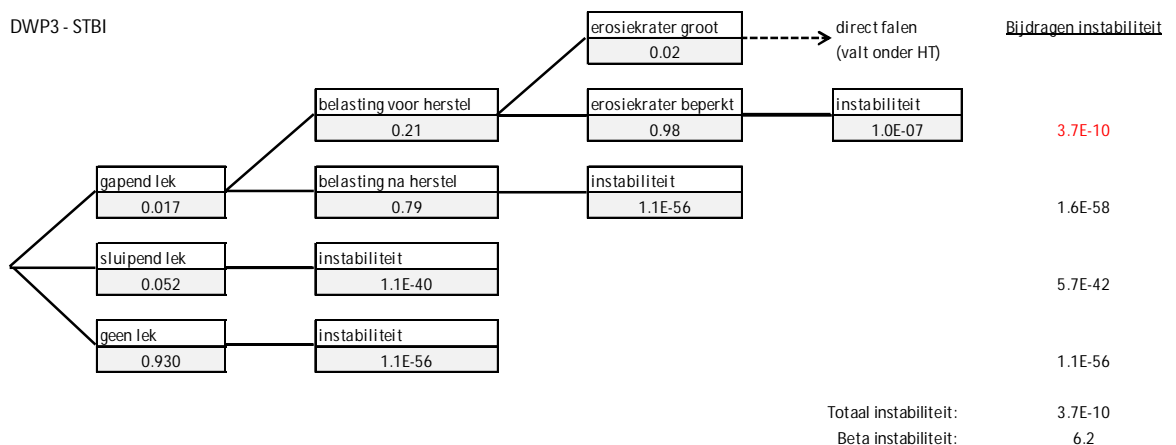 DWP3 - STBI
erosiekrater groot
0.02
direct falen
(valt onder HT)
Bijdragen instabiliteit
belasting voor herstel
0.21
erosiekrater beperkt
0.98
instabiliteit
1.0E-07
3.7E-10
gapend lek
0.017
belasting na herstel
0.79
instabiliteit
1.1E-56
1.6E-58
sluipend lek
0.052
instabiliteit
1.1E-40
5.7E-42
geen lek
0.930
instabiliteit
1.1E-56
1.1E-56
Totaal instabiliteit: 3.7E-10
Beta instabiliteit: 6.2